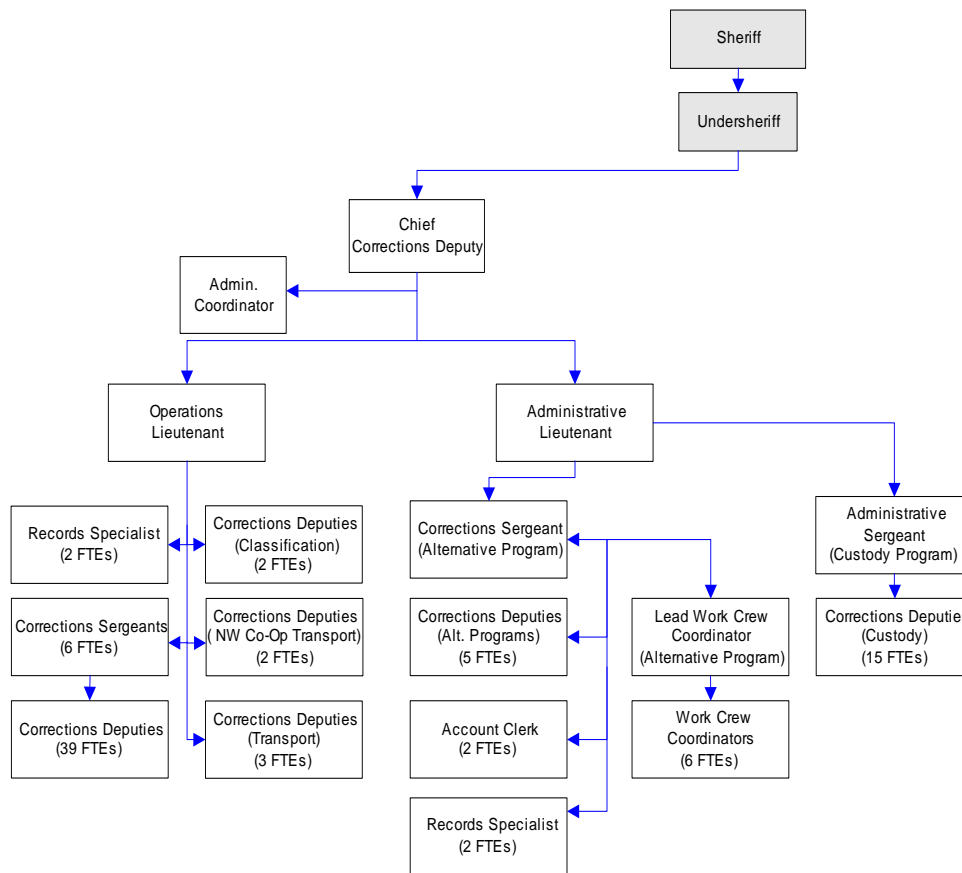 Sheriff
Undersheriff
Chief
Corrections Deputy
Admin.
Coordinator
Operations
Lieutenant
Administrative
Lieutenant
Records Specialist
(2 FTEs)
Corrections Deputies
(Classification)
(2 FTEs)
Corrections Sergeant
(Alternative Program)
Administrative
Sergeant
(Custody Program)
Corrections Sergeants
(6 FTEs)
Corrections Deputies
( NW Co-Op Transport)
(2 FTEs)
Corrections Deputies
(Alt. Programs)
(5 FTEs)
Lead Work Crew
Coordinator
(Alternative Program)
Corrections Deputies
(Custody)
(15 FTEs)
Corrections Deputies
(39 FTEs)
Corrections Deputies
(Transport)
(3 FTEs)
Account Clerk
(2 FTEs)
Work Crew
Coordinators
(6 FTEs)
Records Specialist
(2 FTEs)